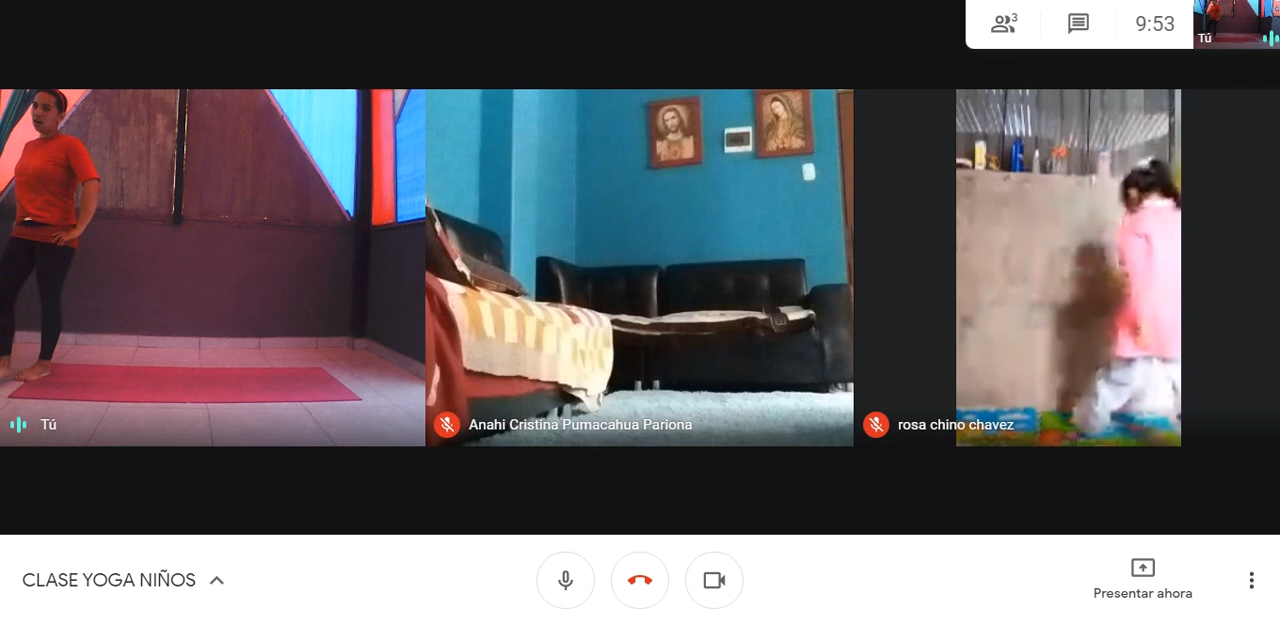 3
9:53
Tú
Tú
Anahi Cristina Pumacahua Pariona
rosa chino chavez
CLASE YOGA NIÑOS
Presentar ahora